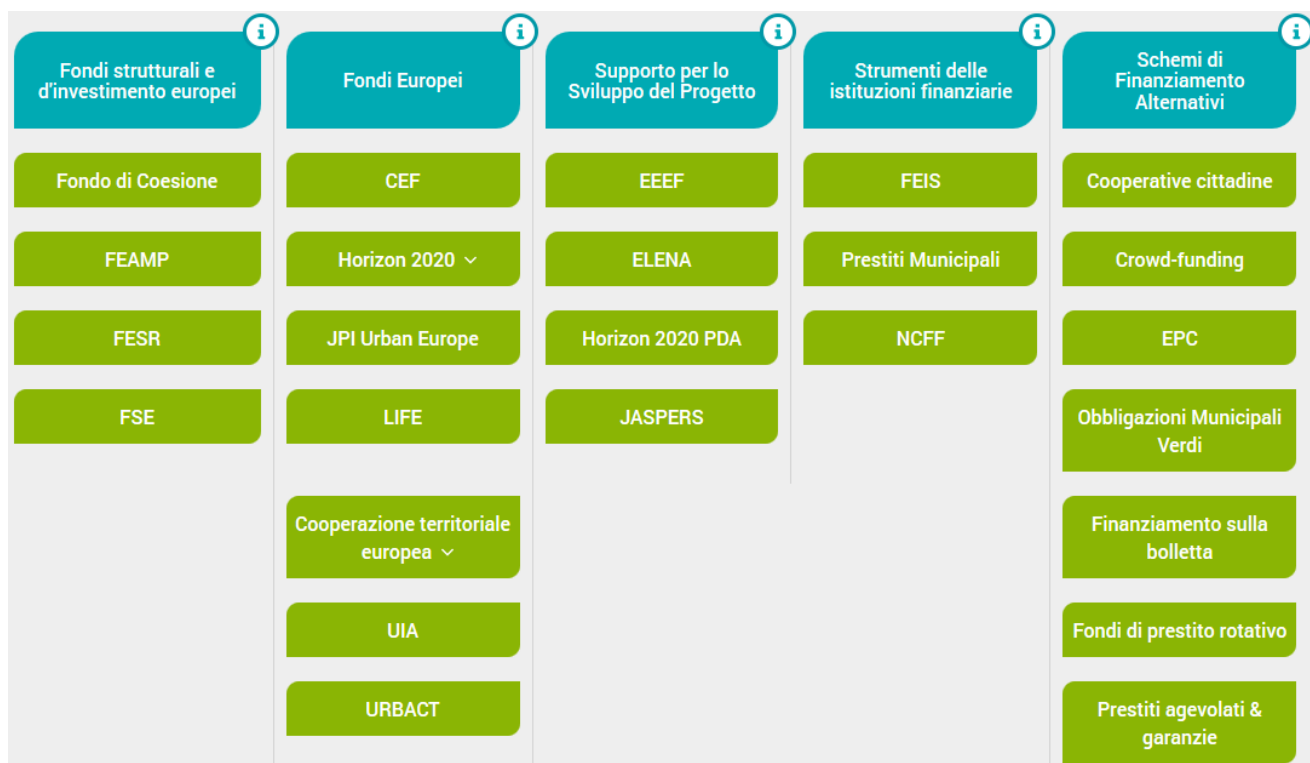 Fondi strutturali e
d'investimento europei
Fondo di Coesione
FEAMP
FESR
FSE
Fondi Europei
CEF
Horizon 2020
JPI Urban Europe
LIFE
Cooperazione territoriale
europea
UIA
URBACT
Supporto per lo
Sviluppo del Progetto
EEEF
ELENA
Horizon 2020 PDA
JASPERS
Strumenti delle
istituzioni finanziarie
FEIS
Prestiti Municipali
NCFF
Schemi di
Finanziamento
Alternativi
Cooperative cittadine
Crowd-funding
EPC
Obbligazioni Municipali
Verdi
Finanziamento sulla
bolletta
Fondi di prestito rotativo
Prestiti agevolati &
garanzie